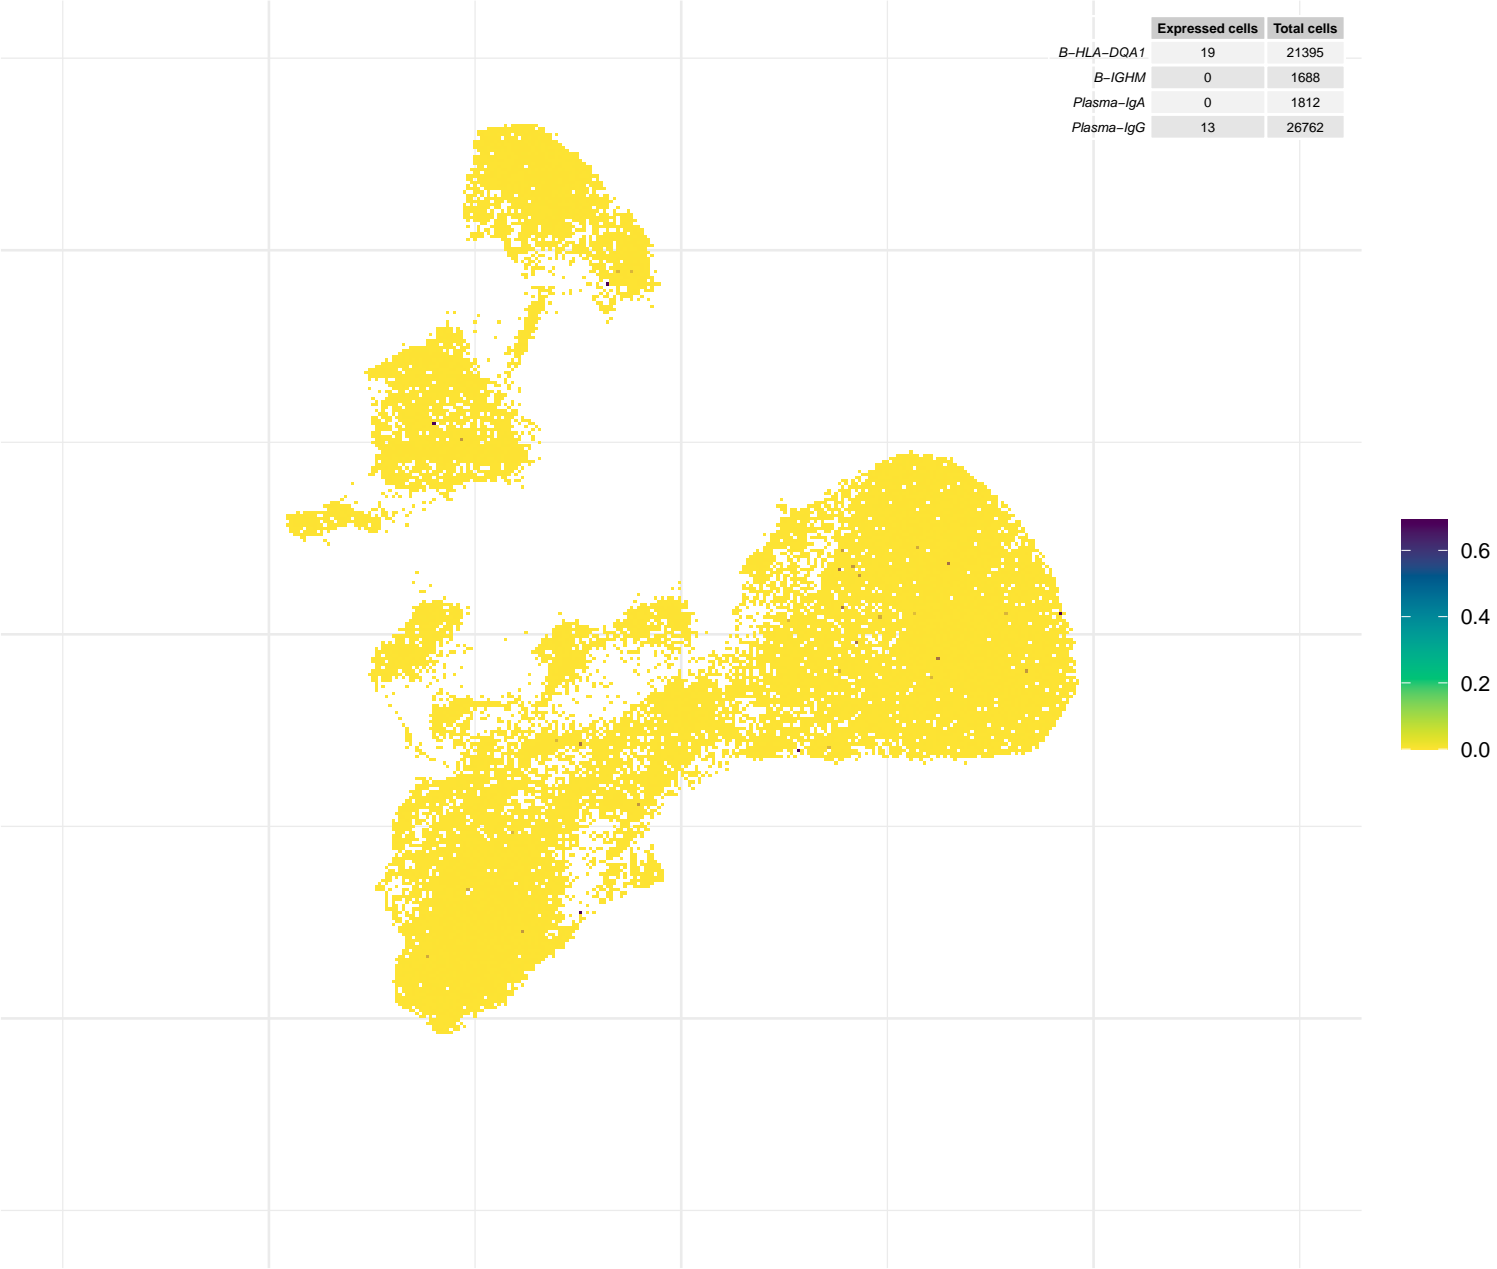 Expressed cells Total cells
B−HLA−DQA1 19 21395
B−IGHM 0 1688
Plasma−IgA 0 1812
Plasma−IgG 13 26762
0.6
0.4
0.2
0.0